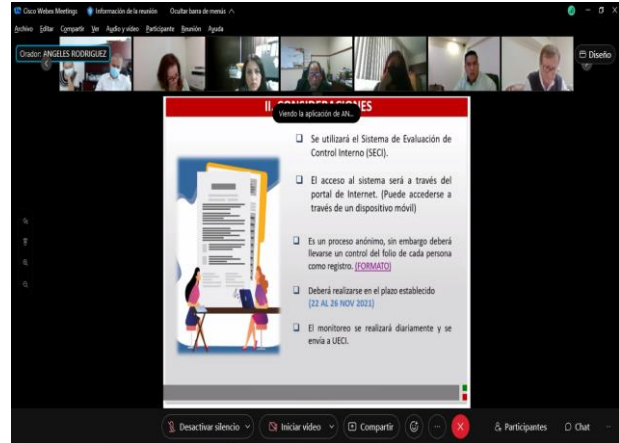 Cisco Webex Meetings Información de la reunión Ocultar barra de menús
Archivo Editar Compartir Ver Audio y video Participante Reunión Ayuda
Orador: ANGELES RODRIGUEZ
Diseño
II. CONSIDERACIONES
Viendo la aplicación de AN...
Se utilizará el Sistema de Evaluación de
Control Interno (SECI).
El acceso al sistema será a través del
portal de Internet. (Puede accederse a
través de un dispositivo móvil)
Es un proceso anónimo, sin embargo deberá
llevarse un control del folio de cada persona
como registro. (FORMATO)
Deberá realizarse en el plazo establecido
(22 AL 26 NOV 2021)
El monitoreo se realizará diariamente y se
envía a UECI.
Desactivar silencio Iniciar video Compartir Participantes Chat